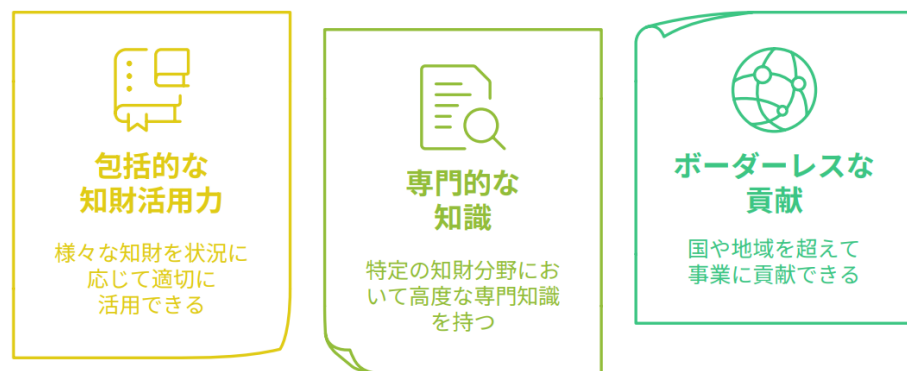 包括的な
知財活用力
様々な知財を状況に
応じて適切に
活用できる
専門的な
知識
特定の知財分野にお
いて高度な専門知識
を持つ
ボーダーレスな
貢献
国や地域を超えて
事業に貢献できる